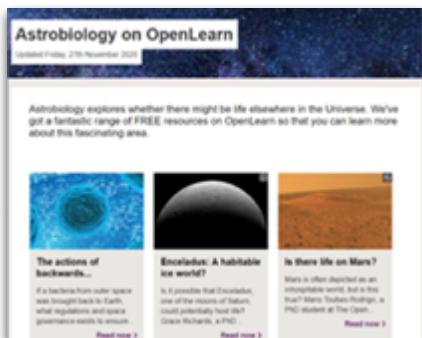 Astrobiology on OpenLearn
Updated Friday, 27th November 2020
Astrobiology explores whether there might be life elsewhere in the Universe. We've
got a fantastic range of FREE resources on OpenLearn so that you can learn more
about this fascinating area.
The actions of
backwards...
If a bacteria from outer space
was brought back to Earth,
what regulations and space
governance exists to ensure...
Read now
Enceladus: A habitable
ice world?
Is it possible that Enceladus,
one of the moons of Saturn,
could potentially host life?
Grace Richards, a PhD...
Read now
Is there life on Mars?
Mars is often depicted as an
inhospitable world, but is this
true? Mario Toubes-Rodrigo, a
PhD student at The Open...
Read now